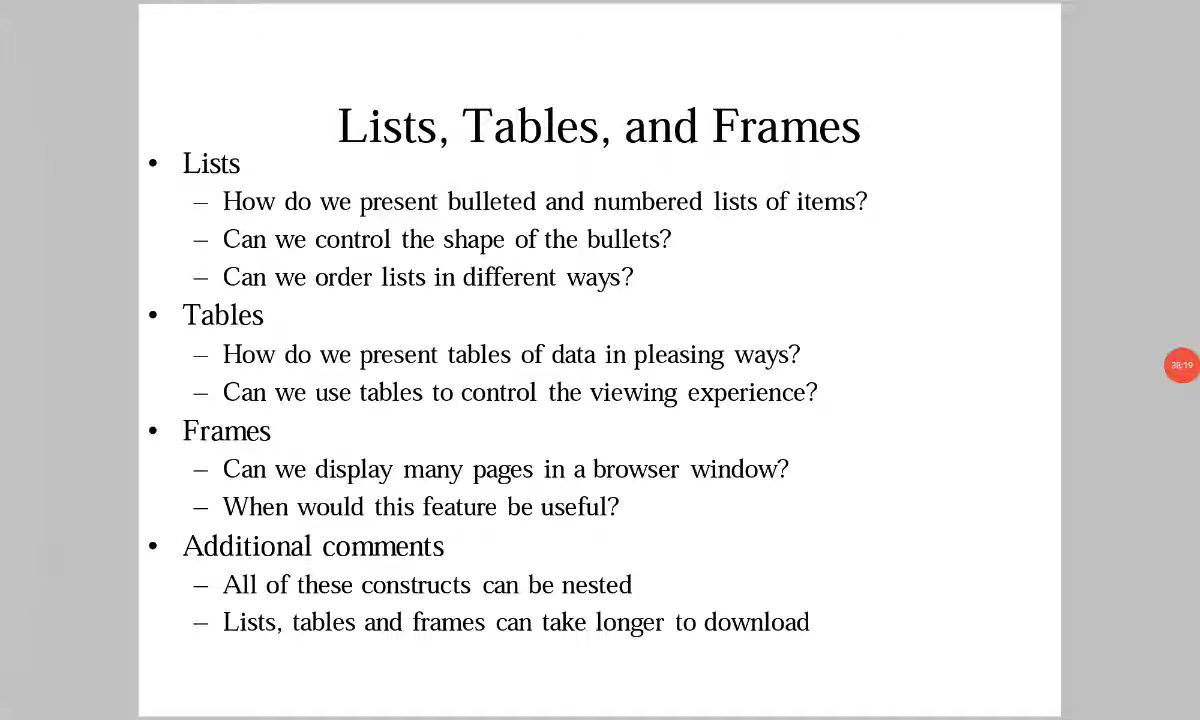 Lists, Tables, and Frames
• Lists
– How do we present bulleted and numbered lists of items?
– Can we control the shape of the bullets?
– Can we order lists in different ways?
• Tables
– How do we present tables of data in pleasing ways?
– Can we use tables to control the viewing experience?
• Frames
– Can we display many pages in a browser window?
– When would this feature be useful?
• Additional comments
– All of these constructs can be nested
– Lists, tables and frames can take longer to download
38:19